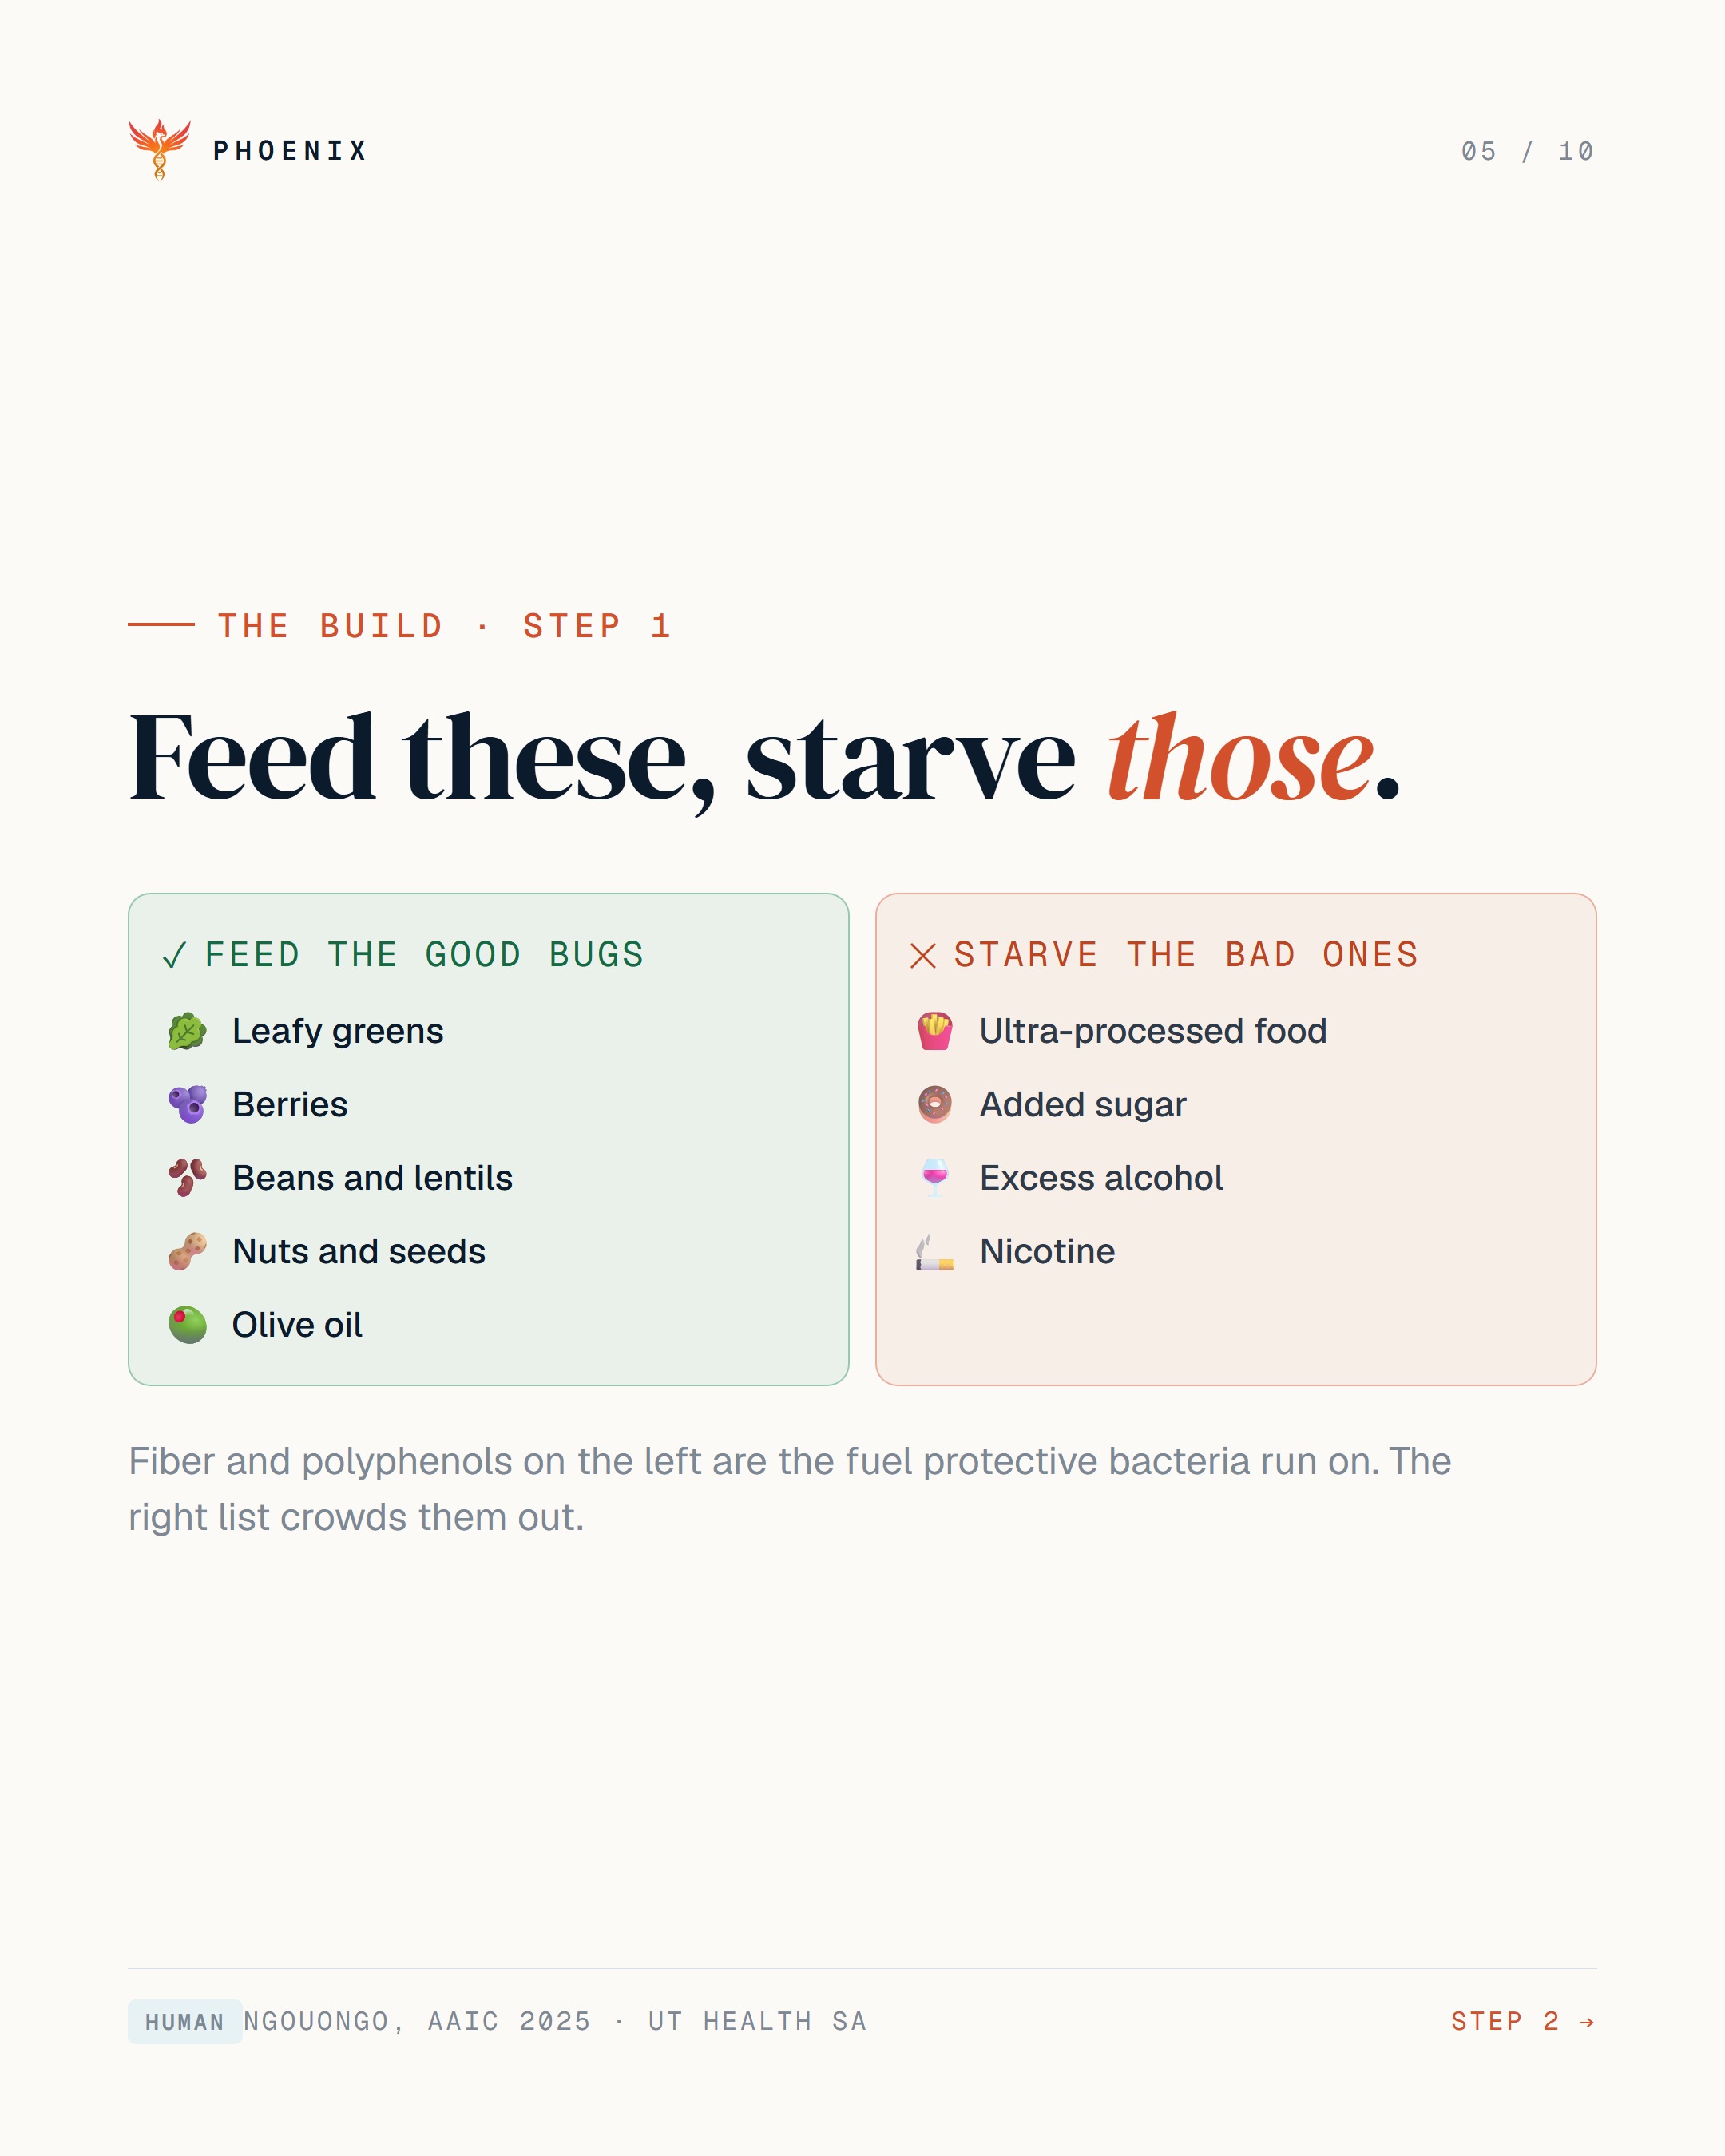 PHOENIX
05 / 10
THE BUILD · STEP 1
Feed these, starve those.
✓ FEED THE GOOD BUGS
Leafy greens
Berries
Beans and lentils
Nuts and seeds
Olive oil
✕ STARVE THE BAD ONES
Ultra-processed food
Added sugar
Excess alcohol
Nicotine
Fiber and polyphenols on the left are the fuel protective bacteria run on. The
right list crowds them out.
HUMAN NGOUONGO, AAIC 2025 · UT HEALTH SA
STEP 2 →